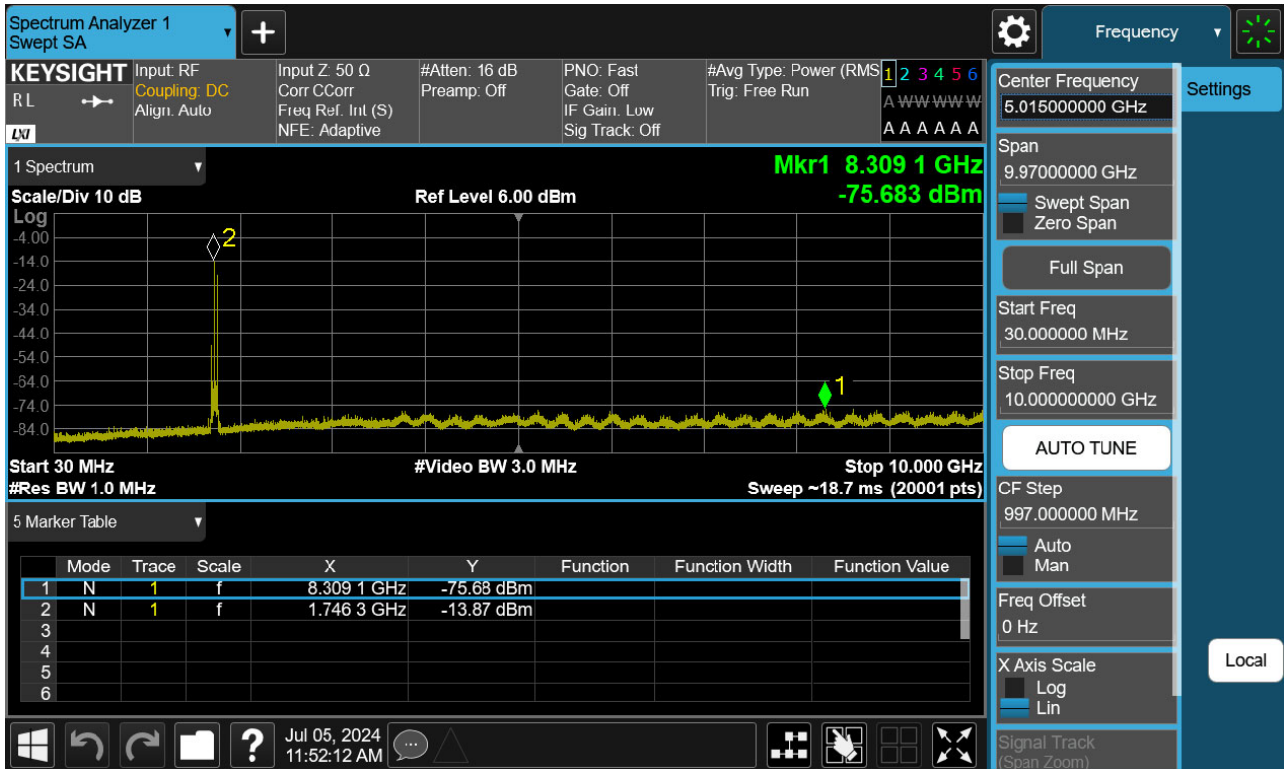 Spectrum Analyzer 1
Swept SA
+
Frequency
KEYSIGHT
R L
LXI
Input: RF
Coupling: DC
Align: Auto
Input Z: 50 Ω
Corr CCorr
Freq Ref: Int (S)
NFE: Adaptive
#Atten: 16 dB
Preamp: Off
PNO: Fast
Gate: Off
IF Gain: Low
Sig Track: Off
#Avg Type: Power (RMS
Trig: Free Run
1 2 3 4 5 6
A W W W W W
A A A A A A
Center Frequency
5.015000000 GHz
Settings
Span
9.97000000 GHz
Swept Span
Zero Span
Full Span
Start Freq
30.000000 MHz
Stop Freq
10.000000000 GHz
AUTO TUNE
CF Step
997.000000 MHz
Auto
Man
Freq Offset
0 Hz
X Axis Scale
Log
Lin
Signal Track
(Span Zoom)
Local
1 Spectrum
Mkr1 8.309 1 GHz
Scale/Div 10 dB
Ref Level 6.00 dBm
-75.683 dBm
Log
-4.00
-14.0
-24.0
-34.0
-44.0
-54.0
-64.0
-74.0
-84.0
2
1
Start 30 MHz
#Video BW 3.0 MHz
Stop 10.000 GHz
#Res BW 1.0 MHz
Sweep ~18.7 ms (20001 pts)
5 Marker Table
Mode Trace Scale X Y Function Function Width Function Value
1 N 1 f 8.309 1 GHz -75.68 dBm
2 N 1 f 1.746 3 GHz -13.87 dBm
3
4
5
6
?
Jul 05, 2024
11:52:12 AM